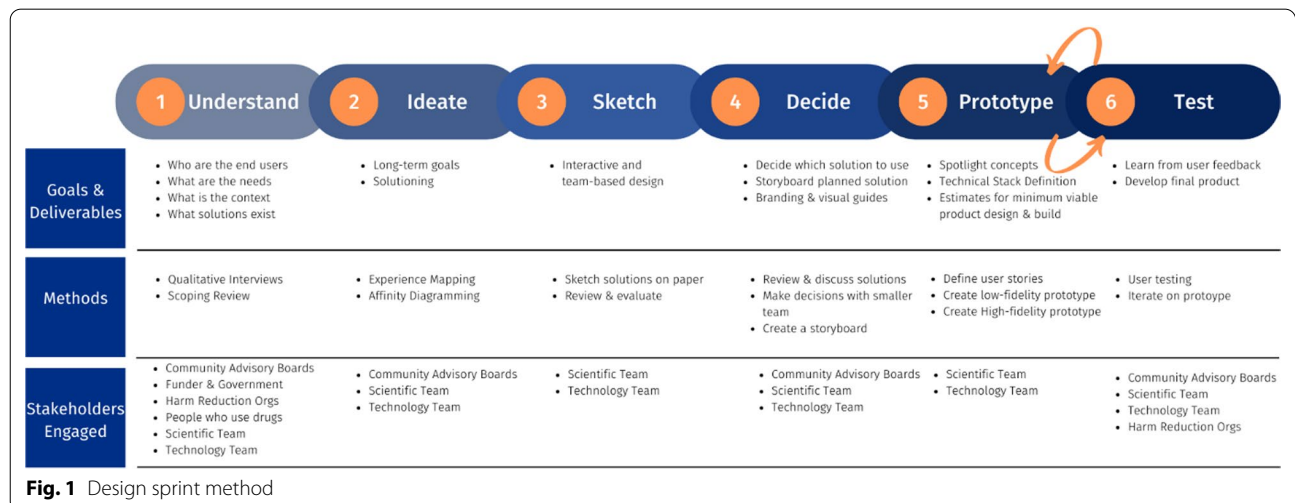 1 Understand
2 Ideate
3 Sketch
4 Decide
5 Prototype
6 Test
Goals &
Deliverables
• Who are the end users
• What are the needs
• What is the context
• What solutions exist
• Long-term goals
• Solutioning
• Interactive and
team-based design
• Decide which solution to use
• Storyboard planned solution
• Branding & visual guides
• Spotlight concepts
• Technical Stack Definition
• Estimates for minimum viable
product design & build
• Learn from user feedback
• Develop final product
Methods
• Qualitative Interviews
• Scoping Review
• Experience Mapping
• Affinity Diagramming
• Sketch solutions on paper
• Review & evaluate
• Review & discuss solutions
• Make decisions with smaller
team
• Create a storyboard
• Define user stories
• Create low-fidelity prototype
• Create High-fidelity prototype
• User testing
• Iterate on protoype
Stakeholders
Engaged
• Community Advisory Boards
• Funder & Government
• Harm Reduction Orgs
• People who use drugs
• Scientific Team
• Technology Team
• Community Advisory Boards
• Scientific Team
• Technology Team
• Scientific Team
• Technology Team
• Community Advisory Boards
• Scientific Team
• Technology Team
• Scientific Team
• Technology Team
• Community Advisory Boards
• Scientific Team
• Technology Team
• Harm Reduction Orgs
Fig. 1 Design sprint method